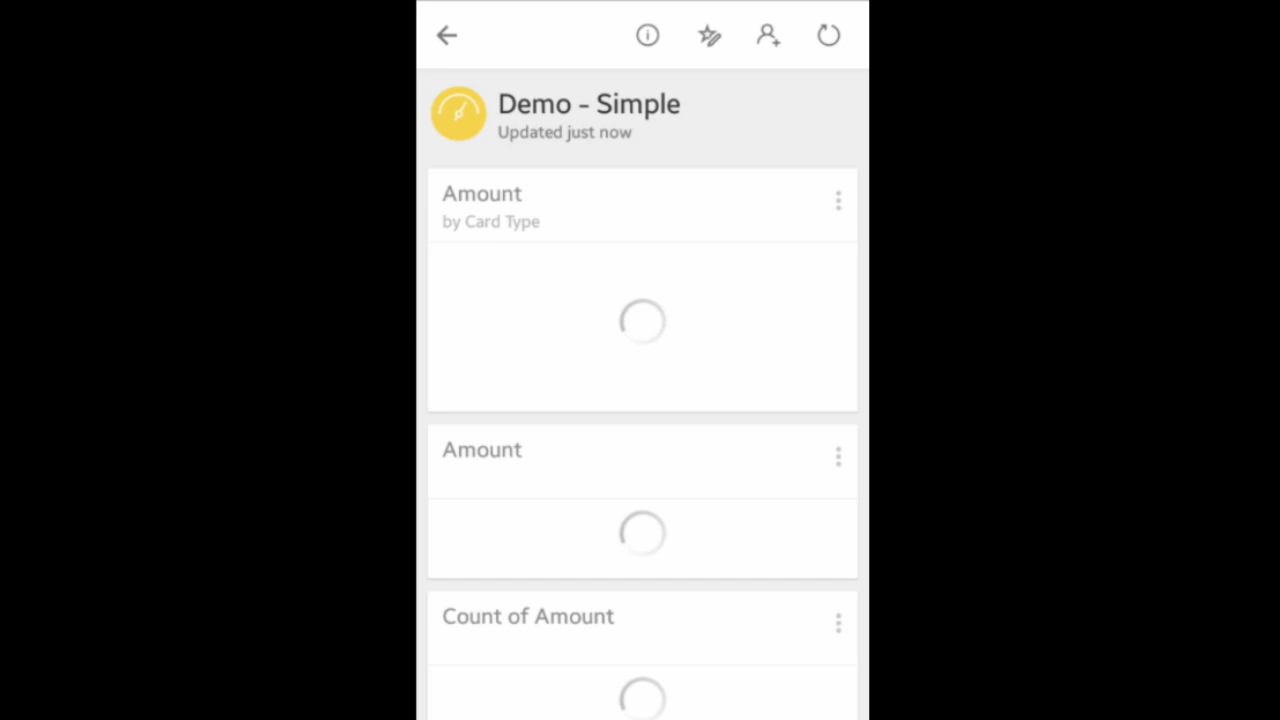 Demo - Simple
Updated just now
Amount
by Card Type
Amount
Count of Amount